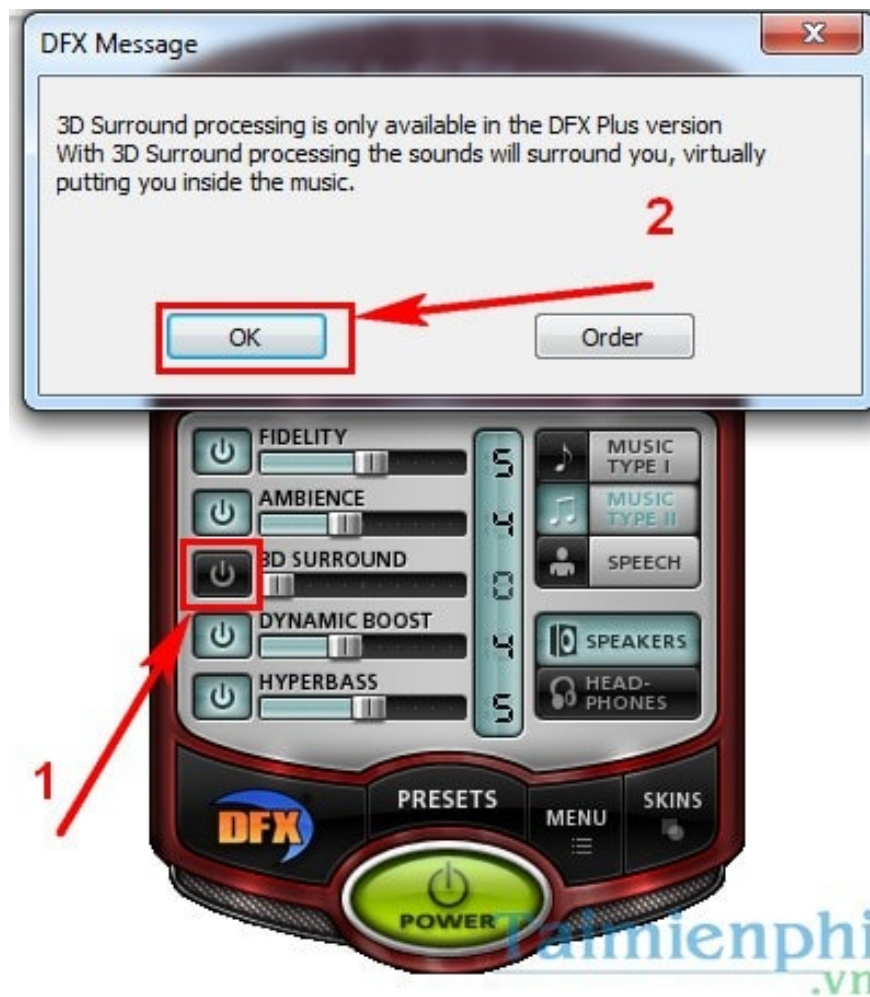 DFX Message
3D Surround processing is only available in the DFX Plus version
With 3D Surround processing the sounds will surround you, virtually
putting you inside the music.
2
OK
Order
FIDELITY
5
MUSIC
TYPE I
AMBIENCE
4
MUSIC
TYPE II
3D SURROUND
0
SPEECH
DYNAMIC BOOST
4
SPEAKERS
HYPERBASS
5
HEAD-
PHONES
1
DFX
PRESETS
MENU
SKINS
POWER
Taimienphi
.vn